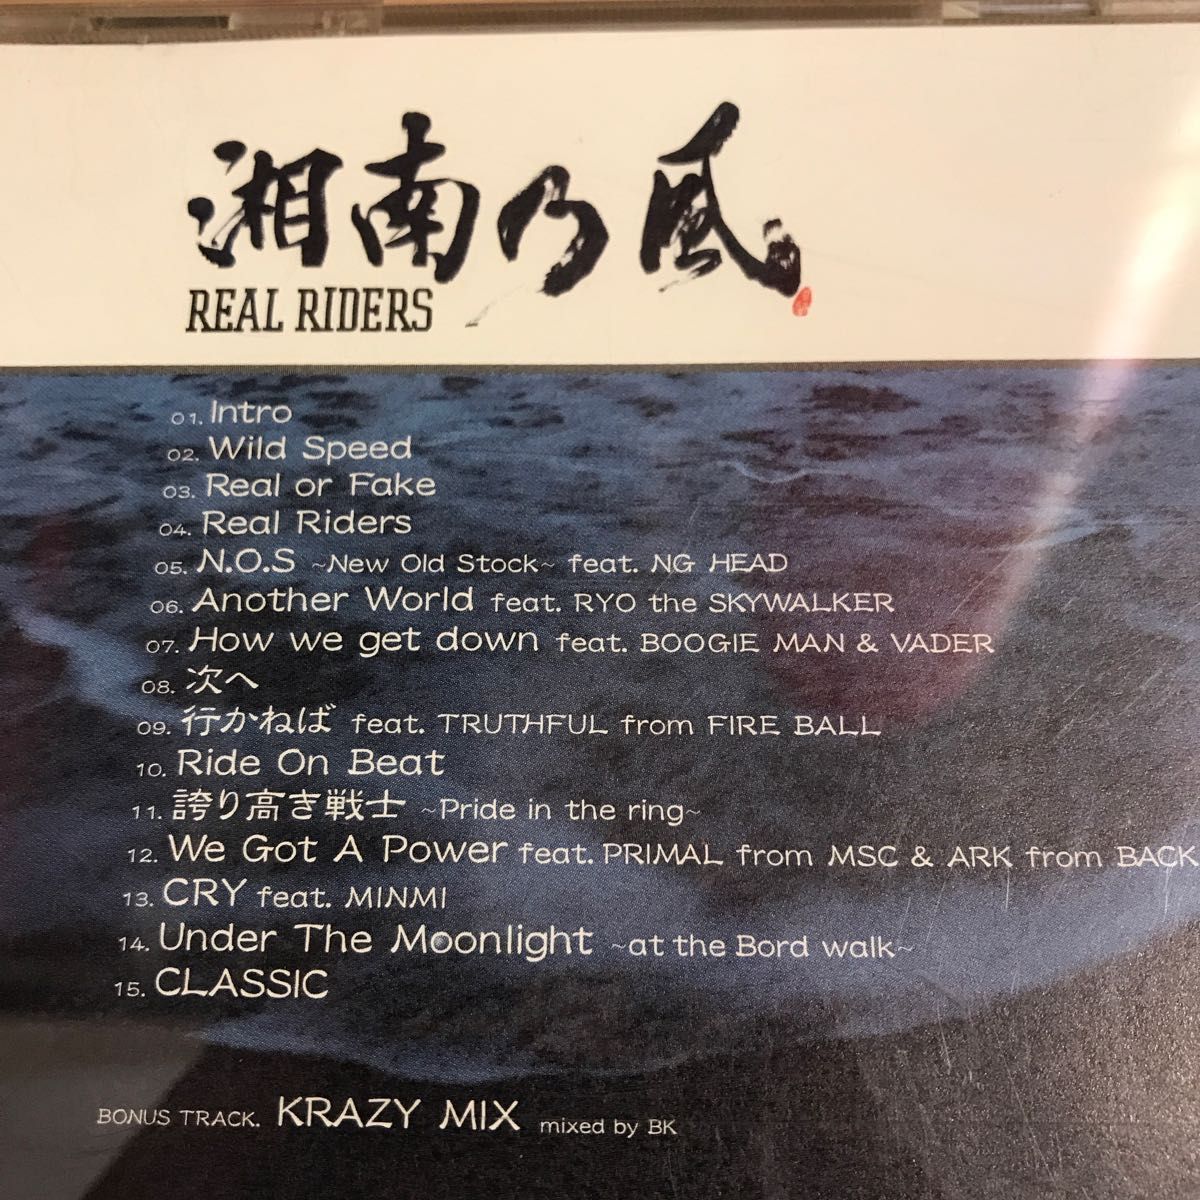 湘南乃風
REAL RIDERS
01. Intro
02. Wild Speed
03. Real or Fake
04. Real Riders
05. N.O.S ~New Old Stock~ feat. NG HEAD
06. Another World feat. RYO the SKYWALKER
07. How we get down feat. BOOGIE MAN & VADER
08. 次へ
09. 行かねば feat. TRUTHFUL from FIRE BALL
10. Ride On Beat
11. 誇り高き戦士 ~Pride in the ring~
12. We Got A Power feat. PRIMAL from MSC & ARK from BACK
13. CRY feat. MINMI
14. Under The Moonlight ~at the Bord walk~
15. CLASSIC
BONUS TRACK. KRAZY MIX mixed by BK